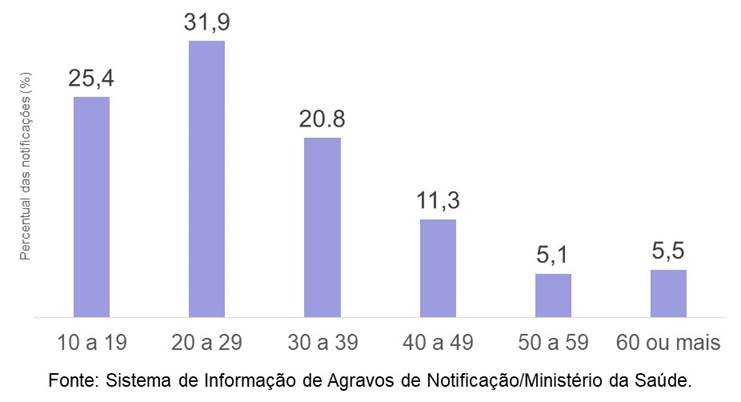 Percentual das notificações (%)
31,9
25,4
20.8
11,3
5,1
5,5
10 a 19
20 a 29
30 a 39
40 a 49
50 a 59
60 ou mais
Fonte: Sistema de Informação de Agravos de Notificação/Ministério da Saúde.